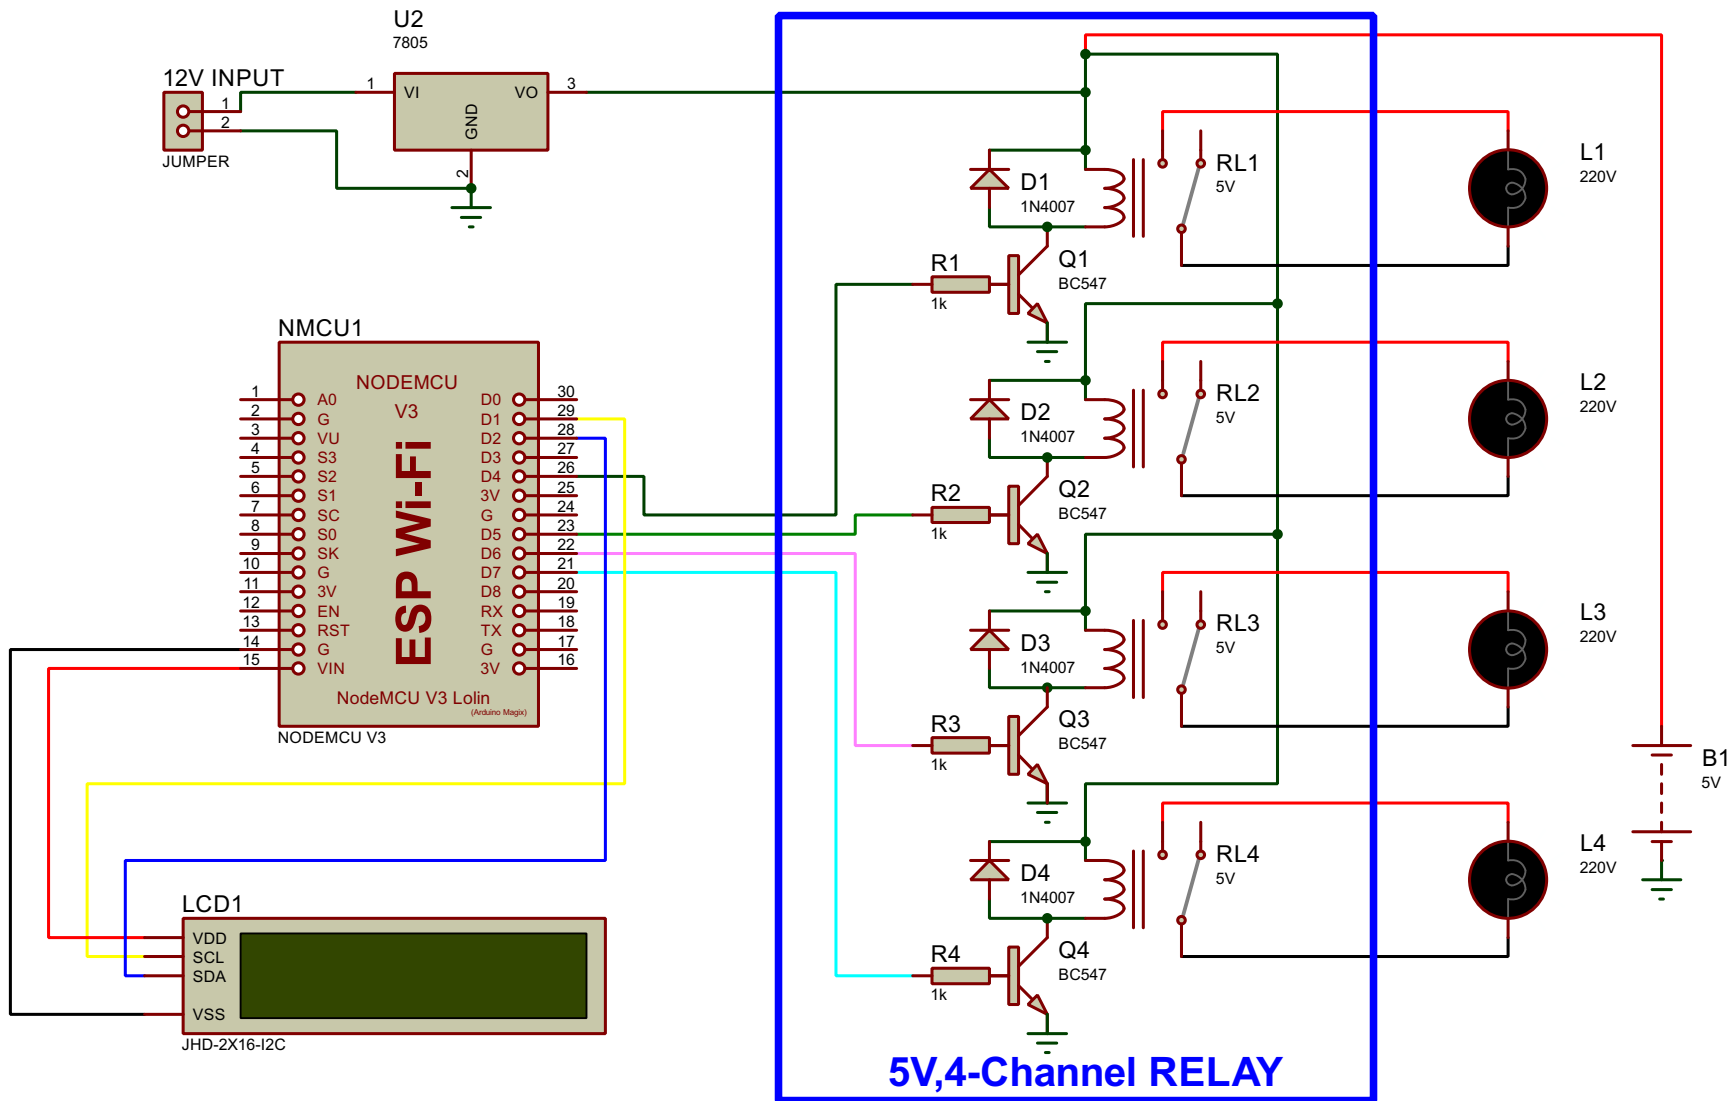 U2
7805
12V INPUT
1
2
JUMPER
1
VI
VO
3
GND
2
NMCU1
NODEMCU
V3
ESP Wi-Fi
1 A0
2 G
3 VU
4 S3
5 S2
6 S1
7 SC
8 S0
9 SK
10 G
11 3V
12 EN
13 RST
14 G
15 VIN
D0 30
D1 29
D2 28
D3 27
D4 26
3V 25
G 24
D5 23
D6 22
D7 21
D8 20
RX 19
TX 18
G 17
3V 16
NodeMCU V3 Lolin
(Arduino Magix)
NODEMCU V3
LCD1
VDD
SCL
SDA
VSS
JHD-2X16-I2C
D1
1N4007
RL1
5V
L1
220V
R1
1k
Q1
BC547
D2
1N4007
RL2
5V
L2
220V
R2
1k
Q2
BC547
D3
1N4007
RL3
5V
L3
220V
R3
1k
Q3
BC547
B1
5V
D4
1N4007
RL4
5V
L4
220V
R4
1k
Q4
BC547
5V,4-Channel RELAY